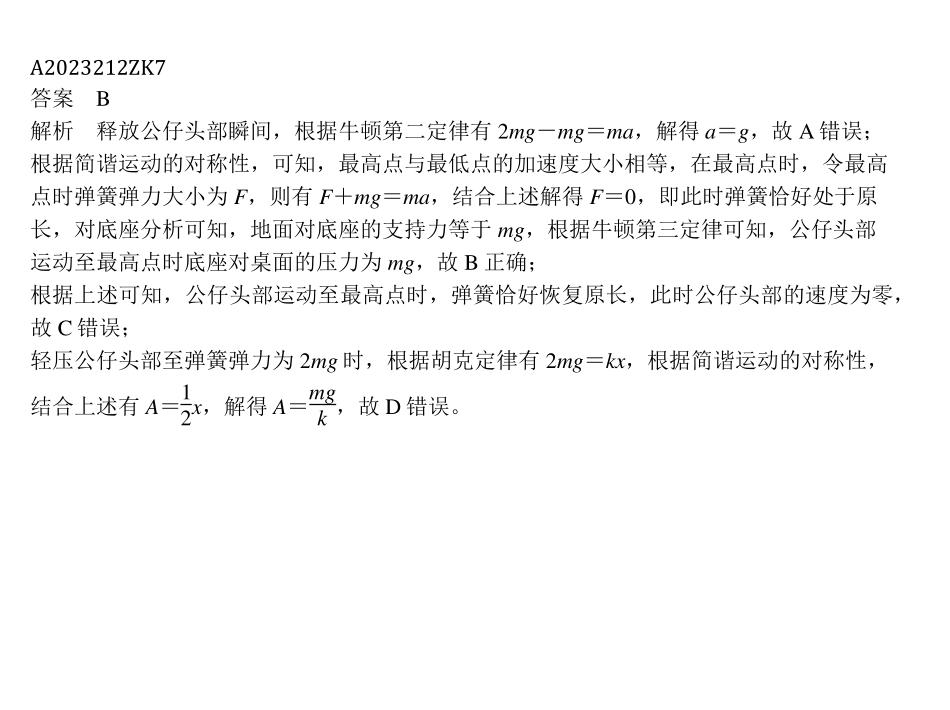 A2023212ZK7
答案　B
解析　释放公仔头部瞬间，根据牛顿第二定律有 2mg－mg＝ma，解得 a＝g，故 A 错误；
根据简谐运动的对称性，可知，最高点与最低点的加速度大小相等，在最高点时，令最高
点时弹簧弹力大小为 F，则有 F＋mg＝ma，结合上述解得 F＝0，即此时弹簧恰好处于原
长，对底座分析可知，地面对底座的支持力等于 mg，根据牛顿第三定律可知，公仔头部
运动至最高点时底座对桌面的压力为 mg，故 B 正确；
根据上述可知，公仔头部运动至最高点时，弹簧恰好恢复原长，此时公仔头部的速度为零，
故 C 错误；
轻压公仔头部至弹簧弹力为 2mg 时，根据胡克定律有 2mg＝kx，根据简谐运动的对称性，
结合上述有 A＝1/2x，解得 A＝mg/k，故 D 错误。